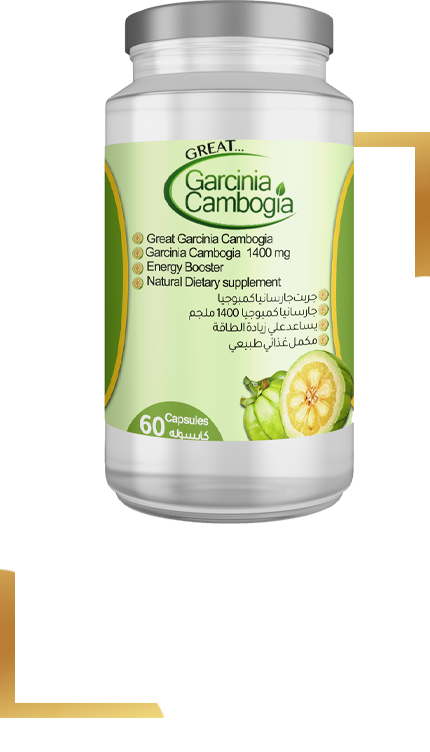 GREAT...
Garcinia
Cambogia
Great Garcinia Cambogia
Garcinia Cambogia 1400 mg
Energy Booster
Natural Dietary supplement
جريت جارسانيا كمبوجيا
جارسانيا كمبوجيا 1400 ملجم
يساعد علي زيادة الطاقة
مكمل غذائي طبيعي
60 Capsules
كابسوله